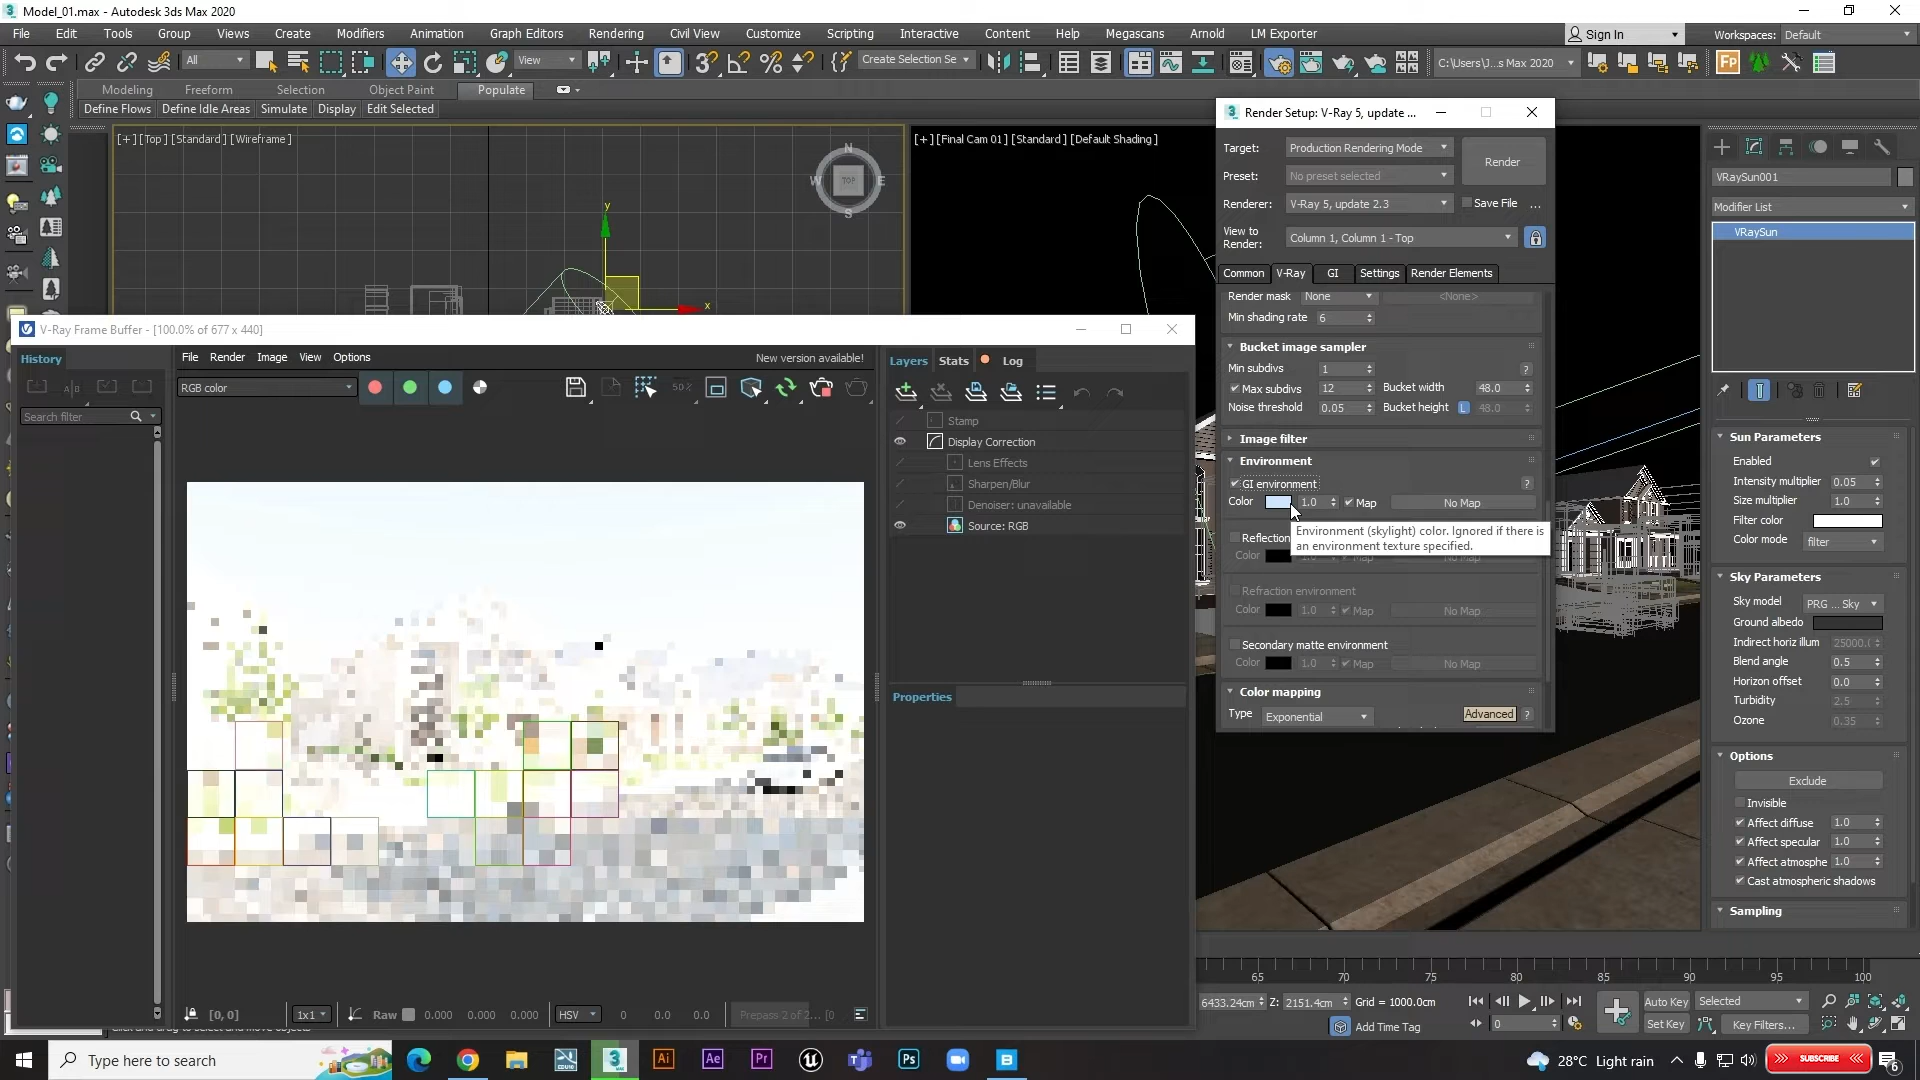 Model_01.max - Autodesk 3ds Max 2020
File Edit Tools Group Views Create Modifiers Animation Graph Editors Rendering Civil View Customize Scripting Interactive Content Help Megascans Arnold LM Exporter Sign In Workspaces: Default
All View Create Selection Se C:\Users\J...s Max 2020
Modeling Freeform Selection Object Paint Populate
Define Flows Define Idle Areas Simulate Display Edit Selected
[+] [Top] [Standard] [Wireframe]
N W TOP E S
y
x
[+] [Final Cam 01] [Standard] [Default Shading]
Render Setup: V-Ray 5, update ...
Target: Production Rendering Mode Render
Preset: No preset selected
Renderer: V-Ray 5, update 2.3 Save File ...
View to Render: Column 1, Column 1 - Top
Common V-Ray GI Settings Render Elements
Render mask None <None>
Min shading rate 6
Bucket image sampler
Min subdivs 1 ?
Max subdivs 12 Bucket width 48.0
Noise threshold 0.05 Bucket height L 48.0
Image filter
Environment
GI environment ?
Color 1.0 Map No Map
Environment (skylight) color. Ignored if there is
an environment texture specified.
Reflection
Color 1.0 Map No Map
Refraction environment
Color 1.0 Map No Map
Secondary matte environment
Color 1.0 Map No Map
Color mapping
Type Exponential Advanced ?
V-Ray Frame Buffer - [100.0% of 677 x 440]
History File Render Image View Options New version available!
RGB color 50%
Search filter
Layers Stats Log
Stamp
Display Correction
Lens Effects
Sharpen/Blur
Denoiser: unavailable
Source: RGB
Properties
[0, 0] 1x1 Raw 0.000 0.000 0.000 HSV 0 0.0 0.0 Prepass 2 of 2... [0
VRaySun001
Modifier List
VRaySun
Sun Parameters
Enabled
Intensity multiplier 0.05
Size multiplier 1.0
Filter color
Color mode filter
Sky Parameters
Sky model PRG ... Sky
Ground albedo
Indirect horiz illum 25000.(
Blend angle 0.5
Horizon offset 0.0
Turbidity 2.5
Ozone 0.35
Options
Exclude
Invisible
Affect diffuse 1.0
Affect specular 1.0
Affect atmosphe 1.0
Cast atmospheric shadows
Sampling
65 70 75 80 85 90 95 100
6433.24cm Z: 2151.4cm Grid = 1000.0cm Auto Key Selected
Add Time Tag 0 Set Key Key Filters...
Type here to search Ai Ae Pr Ps B 28°C Light rain SUBSCRIBE 6